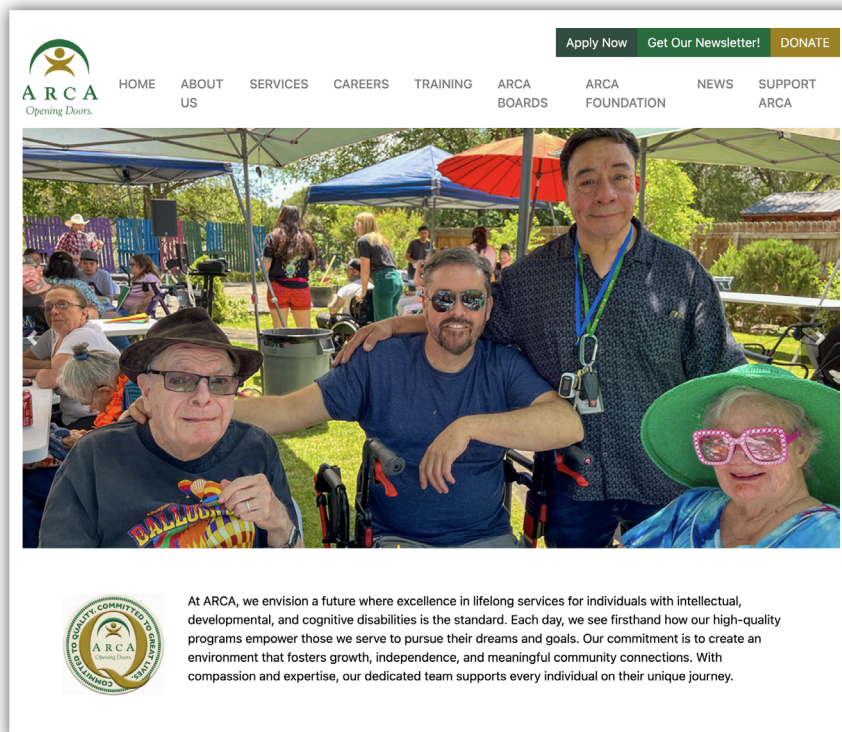 Apply Now Get Our Newsletter! DONATE
ARCA
Opening Doors.
HOME ABOUT US SERVICES CAREERS TRAINING ARCA BOARDS ARCA FOUNDATION NEWS SUPPORT ARCA
BALLOO
COMMITTED TO QUALITY. COMMITTED TO GREAT LIVES.
ARCA
Opening Doors.
At ARCA, we envision a future where excellence in lifelong services for individuals with intellectual,
developmental, and cognitive disabilities is the standard. Each day, we see firsthand how our high-quality
programs empower those we serve to pursue their dreams and goals. Our commitment is to create an
environment that fosters growth, independence, and meaningful community connections. With
compassion and expertise, our dedicated team supports every individual on their unique journey.